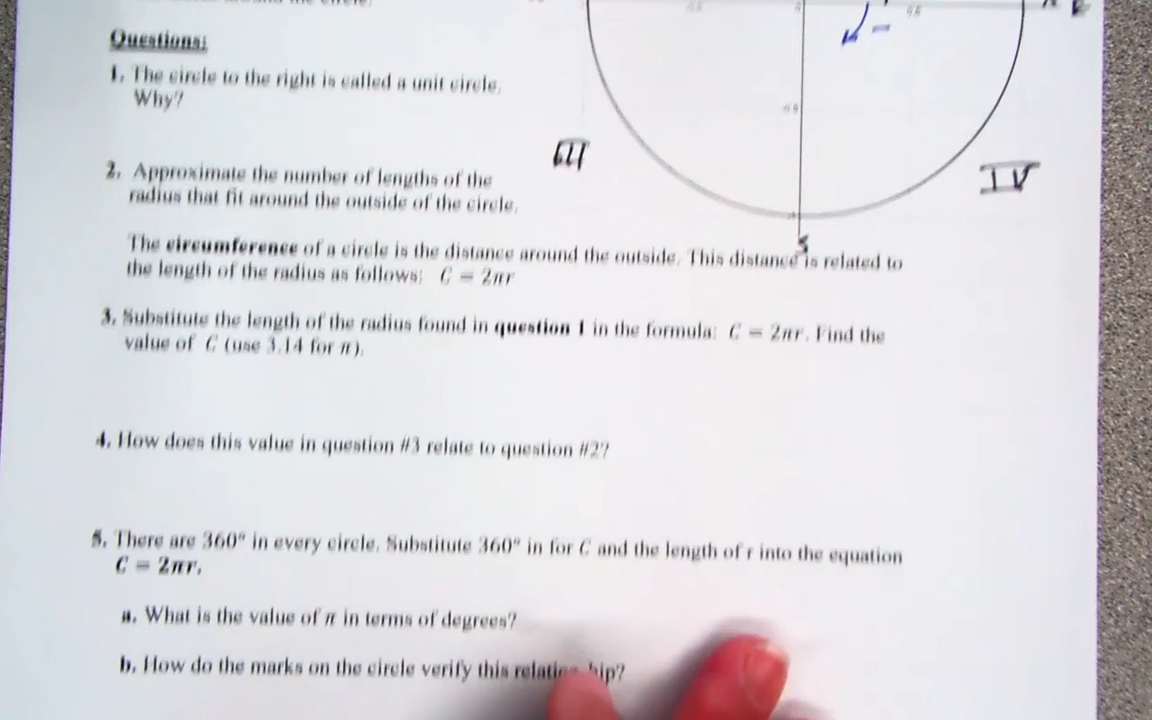 Questions:
1. The circle to the right is called a unit circle.
Why?
III
IV
2. Approximate the number of lengths of the
radius that fit around the outside of the circle.
S
The circumference of a circle is the distance around the outside. This distance is related to
the length of the radius as follows: C = 2πr
3. Substitute the length of the radius found in question 1 in the formula: C = 2πr. Find the
value of C (use 3.14 for π).
4. How does this value in question #3 relate to question #2?
5. There are 360° in every circle. Substitute 360° in for C and the length of r into the equation
C = 2πr.
a. What is the value of π in terms of degrees?
b. How do the marks on the circle verify this